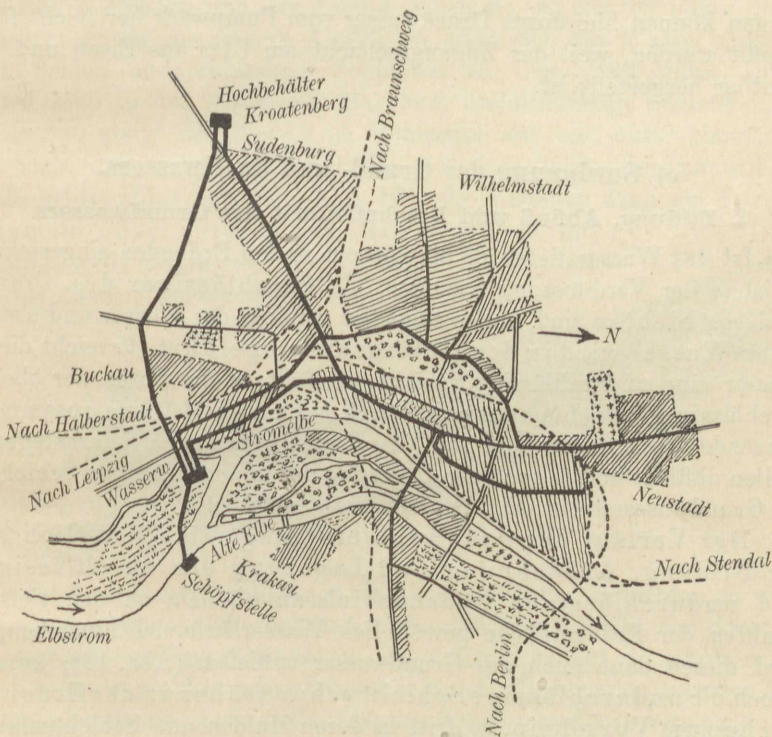 Hochbehälter
Kroatenberg
Sudenburg
Nach Braunschweig
Wilhelmstadt
N
Buckau
Nach Halberstadt
Nach Leipzig
Wasserw.
Stromelbe
Alte Elbe
Krakau
Schöpfstelle
Elbstrom
Neustadt
Nach Stendal
Nach Berlin